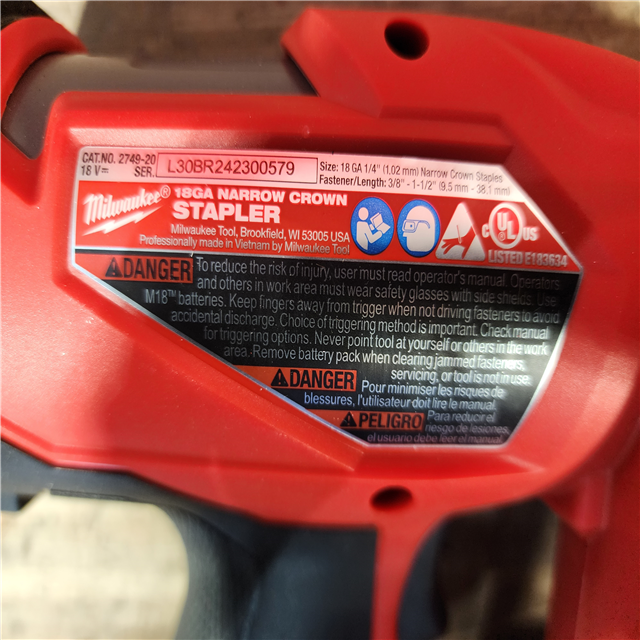 CAT.NO. 2749-20
18 V⎓ SER. L30BR242300579
Size: 18 GA 1/4" (1.02 mm) Narrow Crown Staples
Fastener/Length: 3/8" - 1-1/2" (9.5 mm - 38.1 mm)
Milwaukee® 18GA NARROW CROWN
STAPLER
Milwaukee Tool, Brookfield, WI 53005 USA
Professionally made in Vietnam by Milwaukee Tool
C UL US
LISTED E183634
DANGER To reduce the risk of injury, user must read operator's manual. Operators
and others in work area must wear safety glasses with side shields. Use
M18™ batteries. Keep fingers away from trigger when not driving fasteners to avoid
accidental discharge. Choice of triggering method is important. Check manual
for triggering options. Never point tool at yourself or others in the work
area. Remove battery pack when clearing jammed fasteners,
servicing, or tool is not in use.
DANGER Pour minimiser les risques de
blessures, l'utilisateur doit lire le manuel.
PELIGRO Para reducir el
riesgo de lesiones,
el usuario debe leer el manual.